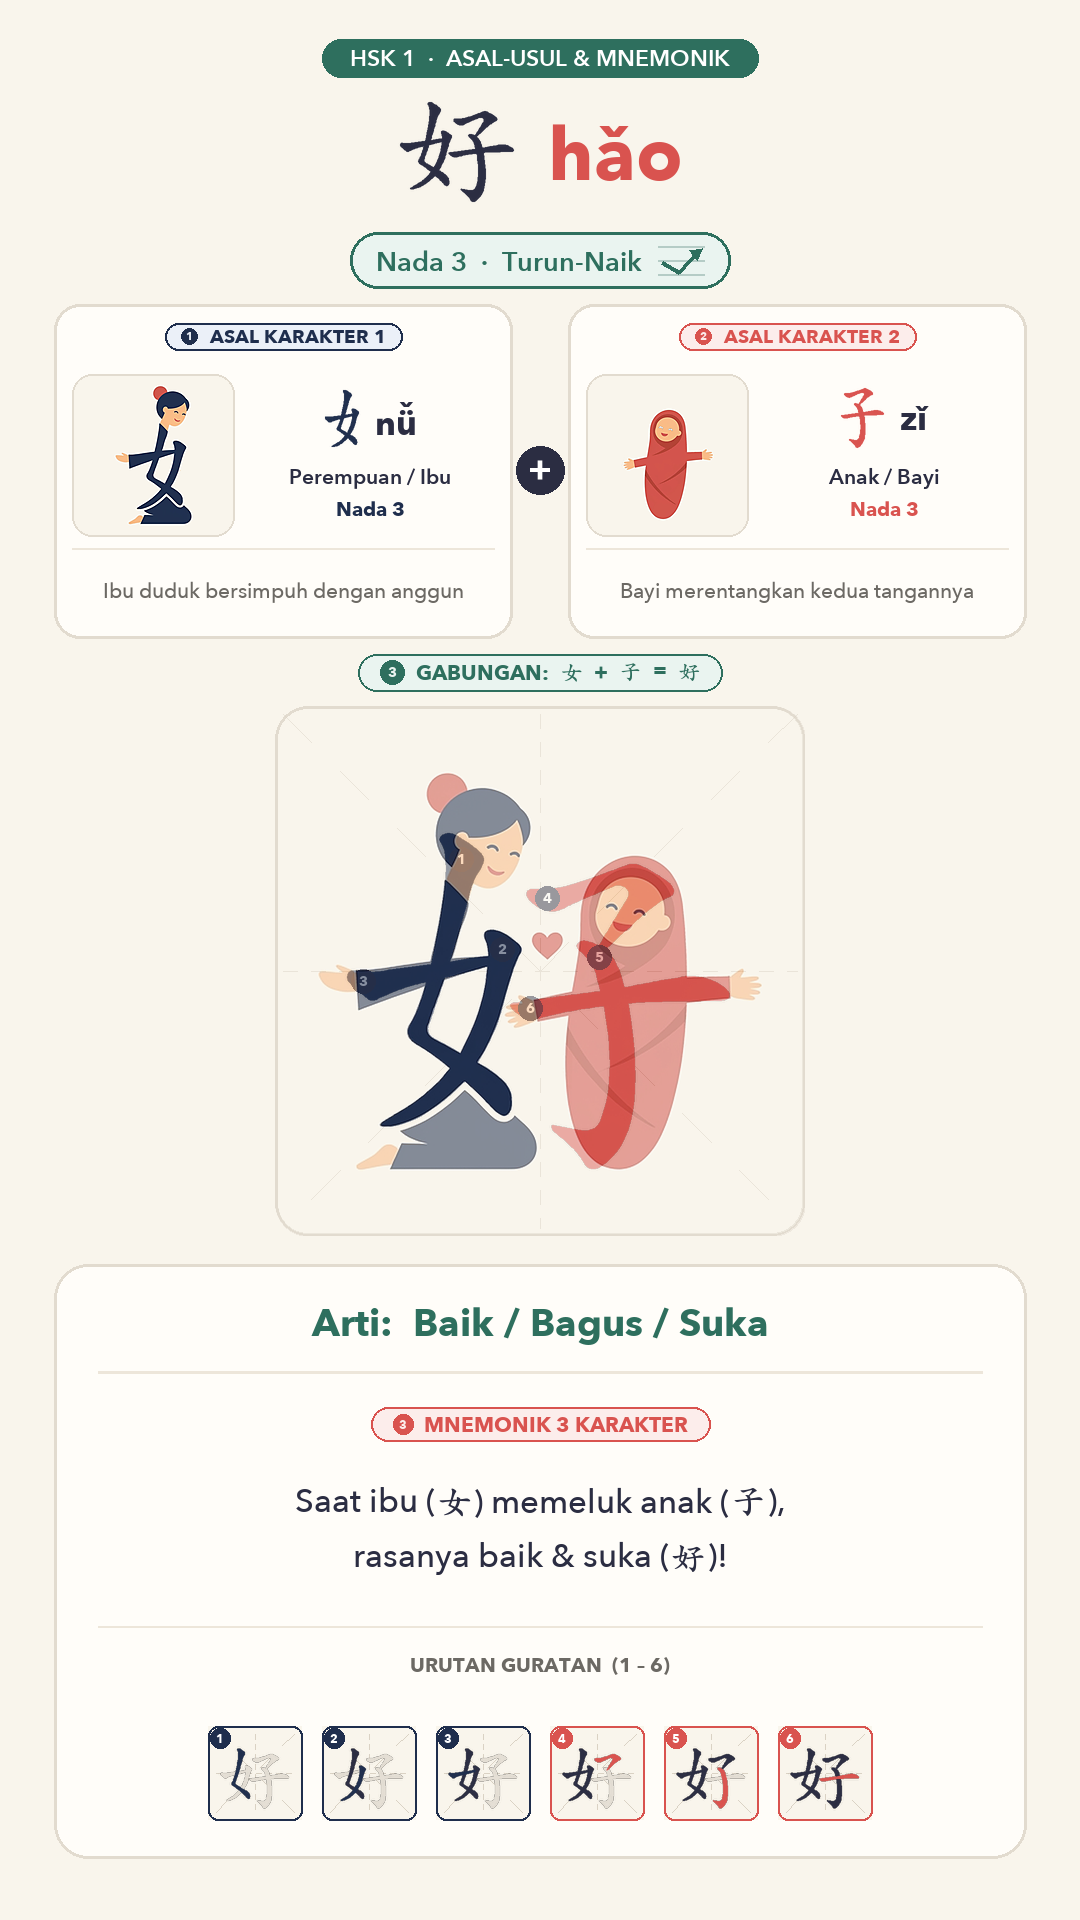 HSK 1 · ASAL-USUL & MNEMONIK
好 hǎo
Nada 3 · Turun-Naik
1 ASAL KARAKTER 1
女 nǚ
Perempuan / Ibu
Nada 3
Ibu duduk bersimpuh dengan anggun
+
2 ASAL KARAKTER 2
子 zǐ
Anak / Bayi
Nada 3
Bayi merentangkan kedua tangannya
3 GABUNGAN: 女 + 子 = 好
1
2
3
4
5
6
Arti: Baik / Bagus / Suka
3 MNEMONIK 3 KARAKTER
Saat ibu (女) memeluk anak (子),
rasanya baik & suka (好)!
URUTAN GURATAN (1 – 6)
1 好 2 好 3 好 4 好 5 好 6 好